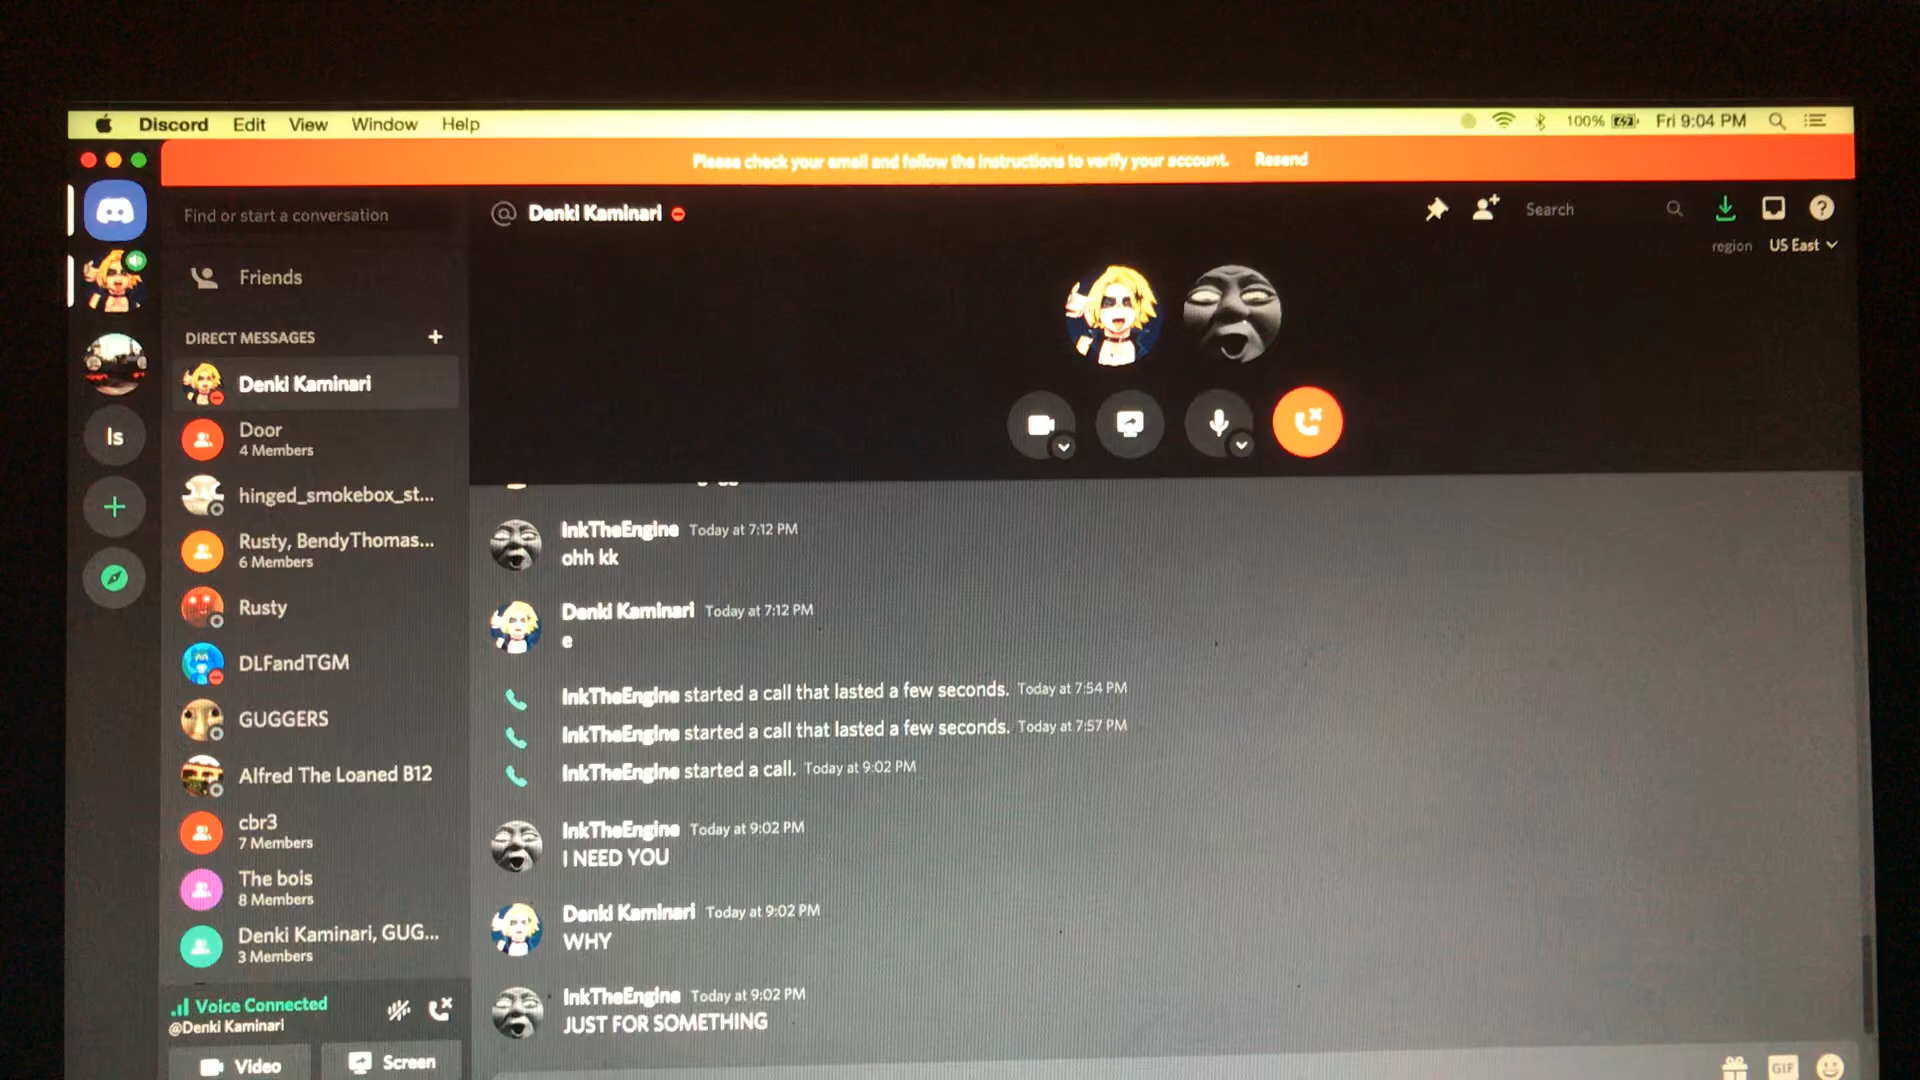 Discord Edit View Window Help
100% Fri 9:04 PM
Please check your email and follow the instructions to verify your account. Resend
Find or start a conversation
Denki Kaminari
Search
region US East
Friends
DIRECT MESSAGES
Denki Kaminari
Door
4 Members
hinged_smokebox_st...
Rusty, BendyThomas...
6 Members
Rusty
DLFandTGM
GUGGERS
Alfred The Loaned B12
cbr3
7 Members
The bois
8 Members
Denki Kaminari, GUG...
3 Members
Is
Voice Connected
@Denki Kaminari
Video
Screen
InkTheEngine Today at 7:12 PM
ohh kk
Denki Kaminari Today at 7:12 PM
e
InkTheEngine started a call that lasted a few seconds. Today at 7:54 PM
InkTheEngine started a call that lasted a few seconds. Today at 7:57 PM
InkTheEngine started a call. Today at 9:02 PM
InkTheEngine Today at 9:02 PM
I NEED YOU
Denki Kaminari Today at 9:02 PM
WHY
InkTheEngine Today at 9:02 PM
JUST FOR SOMETHING
GIF